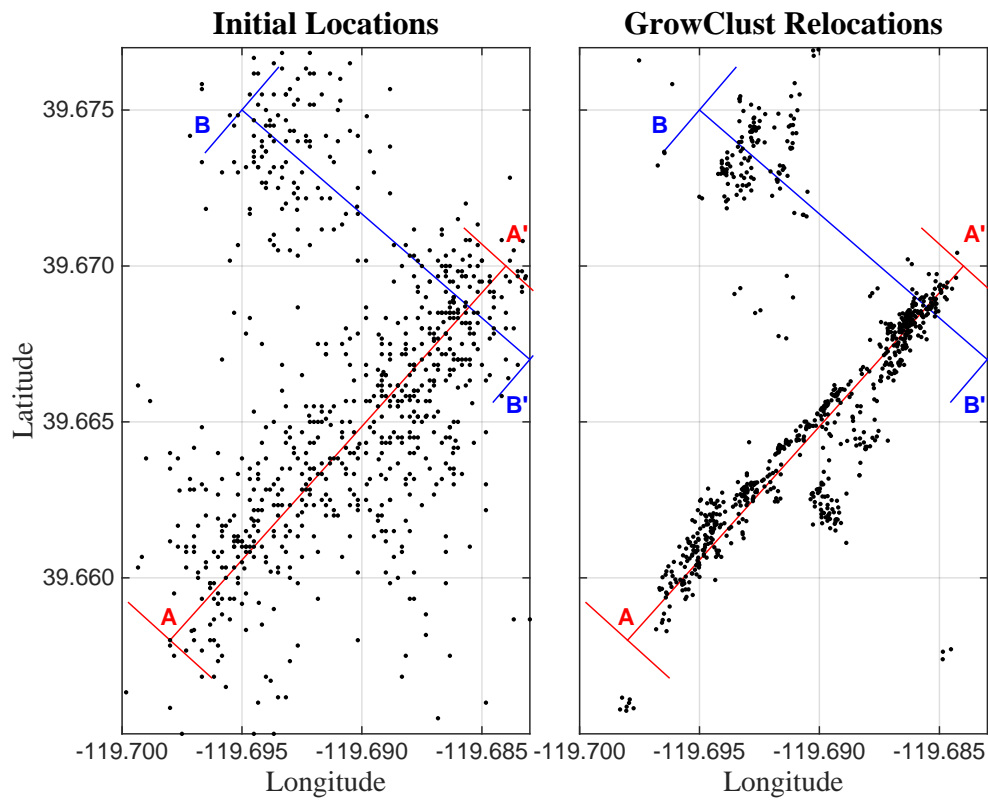 Initial Locations
GrowClust Relocations
39.675
39.670
39.665
39.660
Latitude
B
A'
B'
A
B
A'
B'
A
-119.700 -119.695 -119.690 -119.685
-119.700 -119.695 -119.690 -119.685
Longitude
Longitude